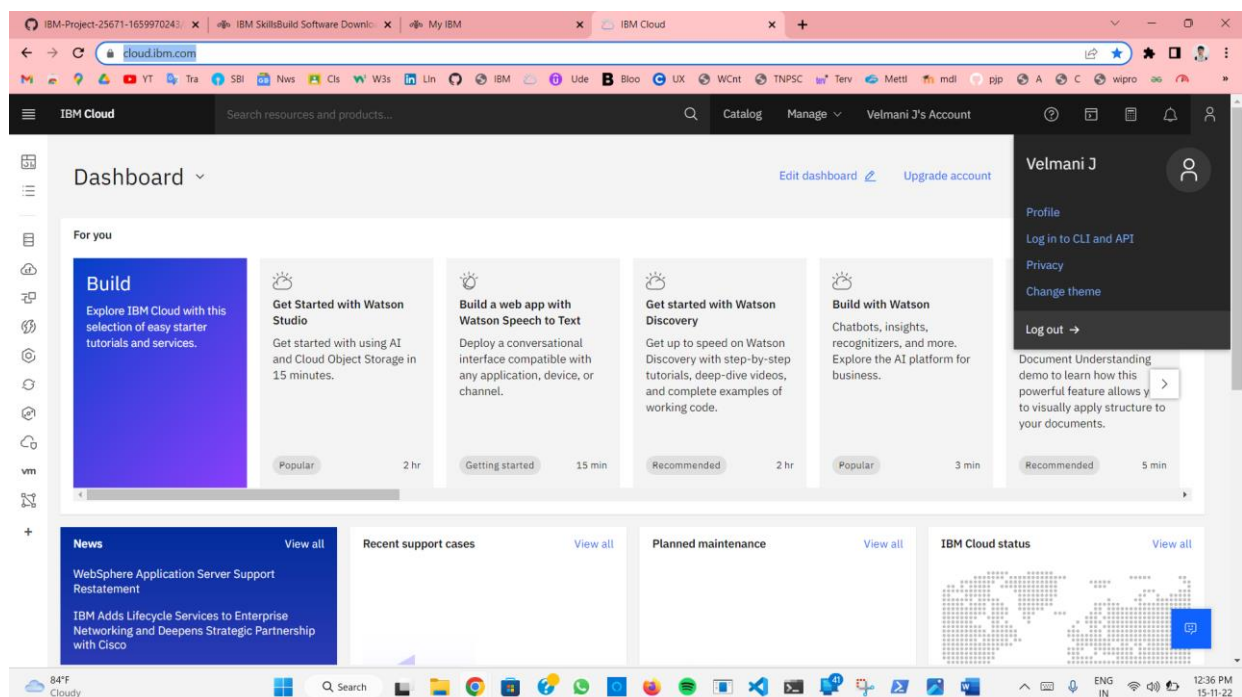 IBM-Project-25671-1659970243/
IBM SkillsBuild Software Downlo
My IBM
IBM Cloud
cloud.ibm.com
YT
Tra
SBI
Nws
Cls
W3s
Lin
IBM
Ude
Bloo
UX
WCnt
TNPSC
Terv
Mettl
mdl
pjp
A
C
wipro
IBM Cloud
Search resources and products...
Catalog
Manage
Velmani J's Account
Dashboard
Edit dashboard
Upgrade account
Velmani J
Profile
Log in to CLI and API
Privacy
Change theme
Log out →
For you
Build
Explore IBM Cloud with this
selection of easy starter
tutorials and services.
Get Started with Watson
Studio
Get started with using AI
and Cloud Object Storage in
15 minutes.
Popular
2 hr
Build a web app with
Watson Speech to Text
Deploy a conversational
interface compatible with
any application, device, or
channel.
Getting started
15 min
Get started with Watson
Discovery
Get up to speed on Watson
Discovery with step-by-step
tutorials, deep-dive videos,
and complete examples of
working code.
Recommended
2 hr
Build with Watson
Chatbots, insights,
recognitizers, and more.
Explore the AI platform for
business.
Popular
3 min
Document Understanding
demo to learn how this
powerful feature allows y
to visually apply structure to
your documents.
Recommended
5 min
vm
News
View all
WebSphere Application Server Support
Restatement
IBM Adds Lifecycle Services to Enterprise
Networking and Deepens Strategic Partnership
with Cisco
Recent support cases
View all
Planned maintenance
View all
IBM Cloud status
View all
84°F
Cloudy
Search
41
ENG
IN
12:36 PM
15-11-22